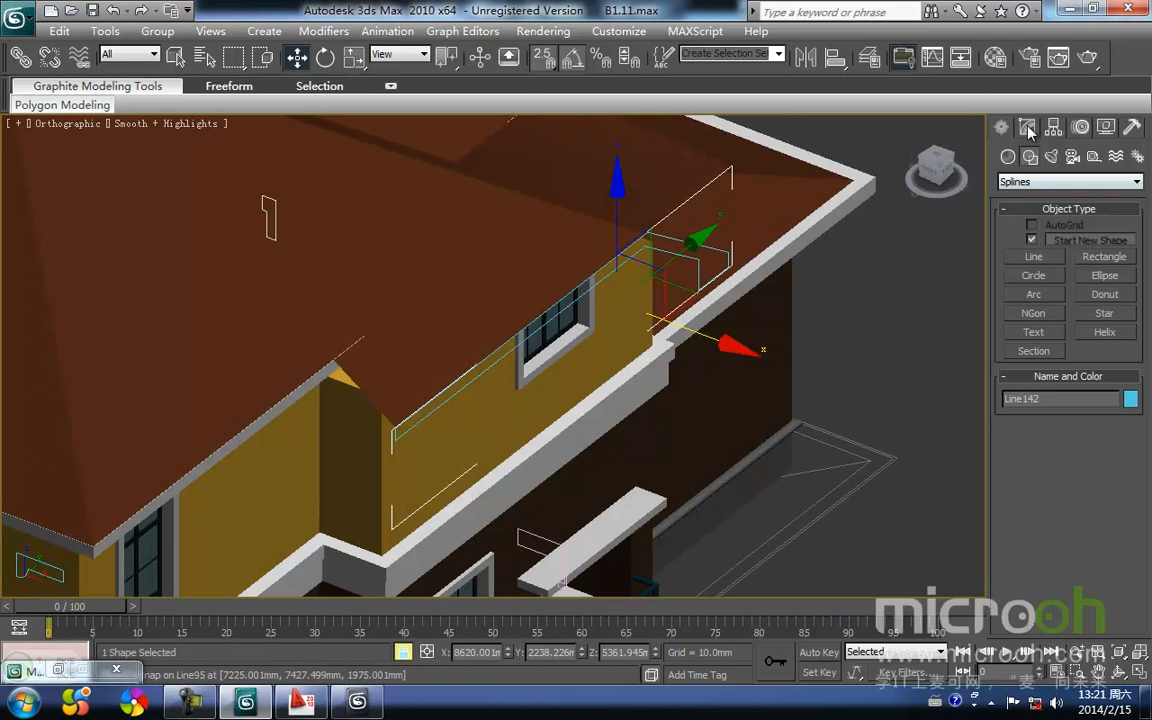 Autodesk 3ds Max 2010 x64 - Unregistered Version B1.11.max
Type a keyword or phrase
Edit Tools Group Views Create Modifiers Animation Graph Editors Rendering Customize MAXScript Help
All
View
2.5
Create Selection Se
Graphite Modeling Tools Freeform Selection
Polygon Modeling
[ + ] Orthographic ] Smooth + Highlights ]
Splines
Object Type
AutoGrid
Start New Shape
Line Rectangle
Circle Ellipse
Arc Donut
NGon Star
Text Helix
Section
Name and Color
Line142
y
x
0 / 100
0 5 10 15 20 25 30 35 40 45 50 55 60 65 70 75 80 85 90 95 100
microoh
www.microoh.com
1 Shape Selected
X: 8620.001m Y: 2238.226m Z: 5361.945m Grid = 10.0mm
Auto Key Selected
Set Key Key Filters...
0
M...
nap on Line95 at [7225.001mm, 7427.499mm, 1975.001mm]
Add Time Tag
13:21 周六
2014/2/15